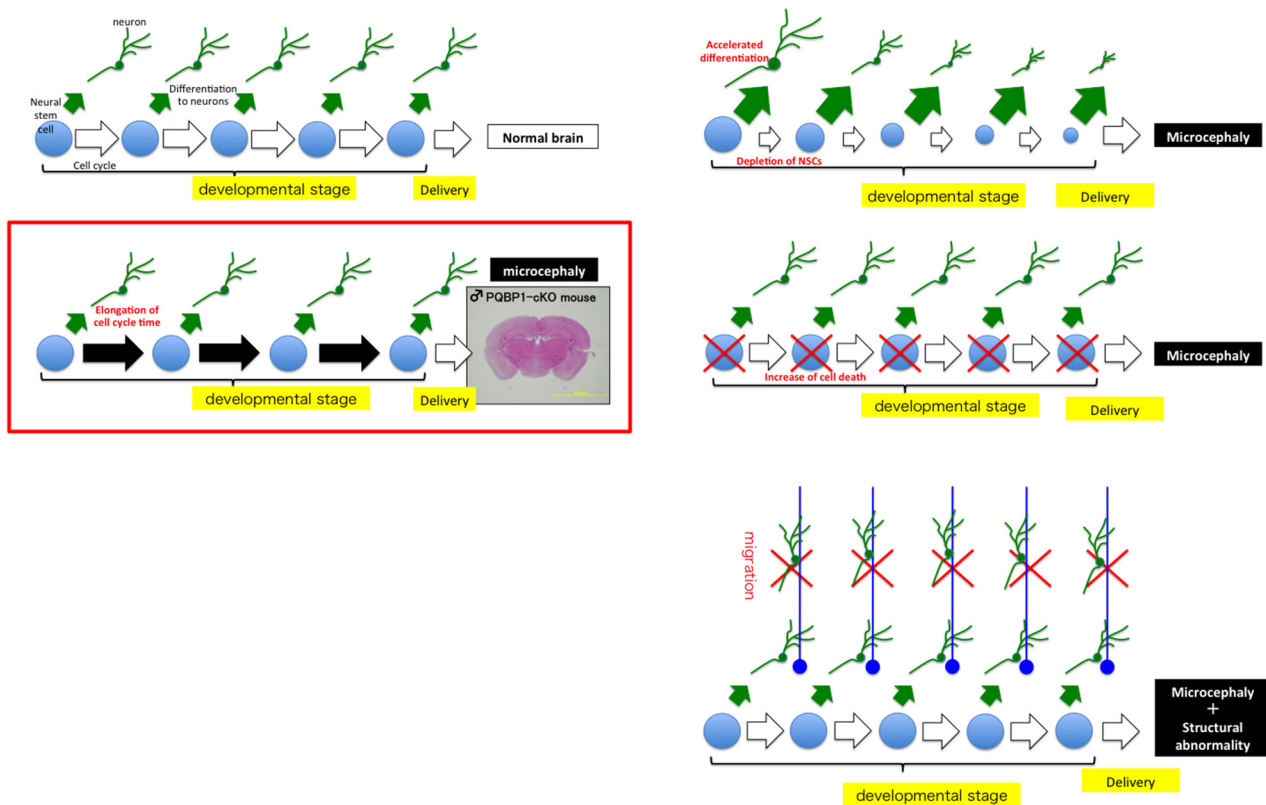 neuron
Neural
stem
cell
Differentiation
to neurons
Cell cycle
Normal brain
developmental stage
Delivery
Accelerated
differentiation
Depletion of NSCs
Microcephaly
developmental stage
Delivery
Elongation of
cell cycle time
microcephaly
♂ PQBP1-cKO mouse
developmental stage
Delivery
Increase of cell death
Microcephaly
developmental stage
Delivery
migration
Microcephaly
+
Structural
abnormality
developmental stage
Delivery